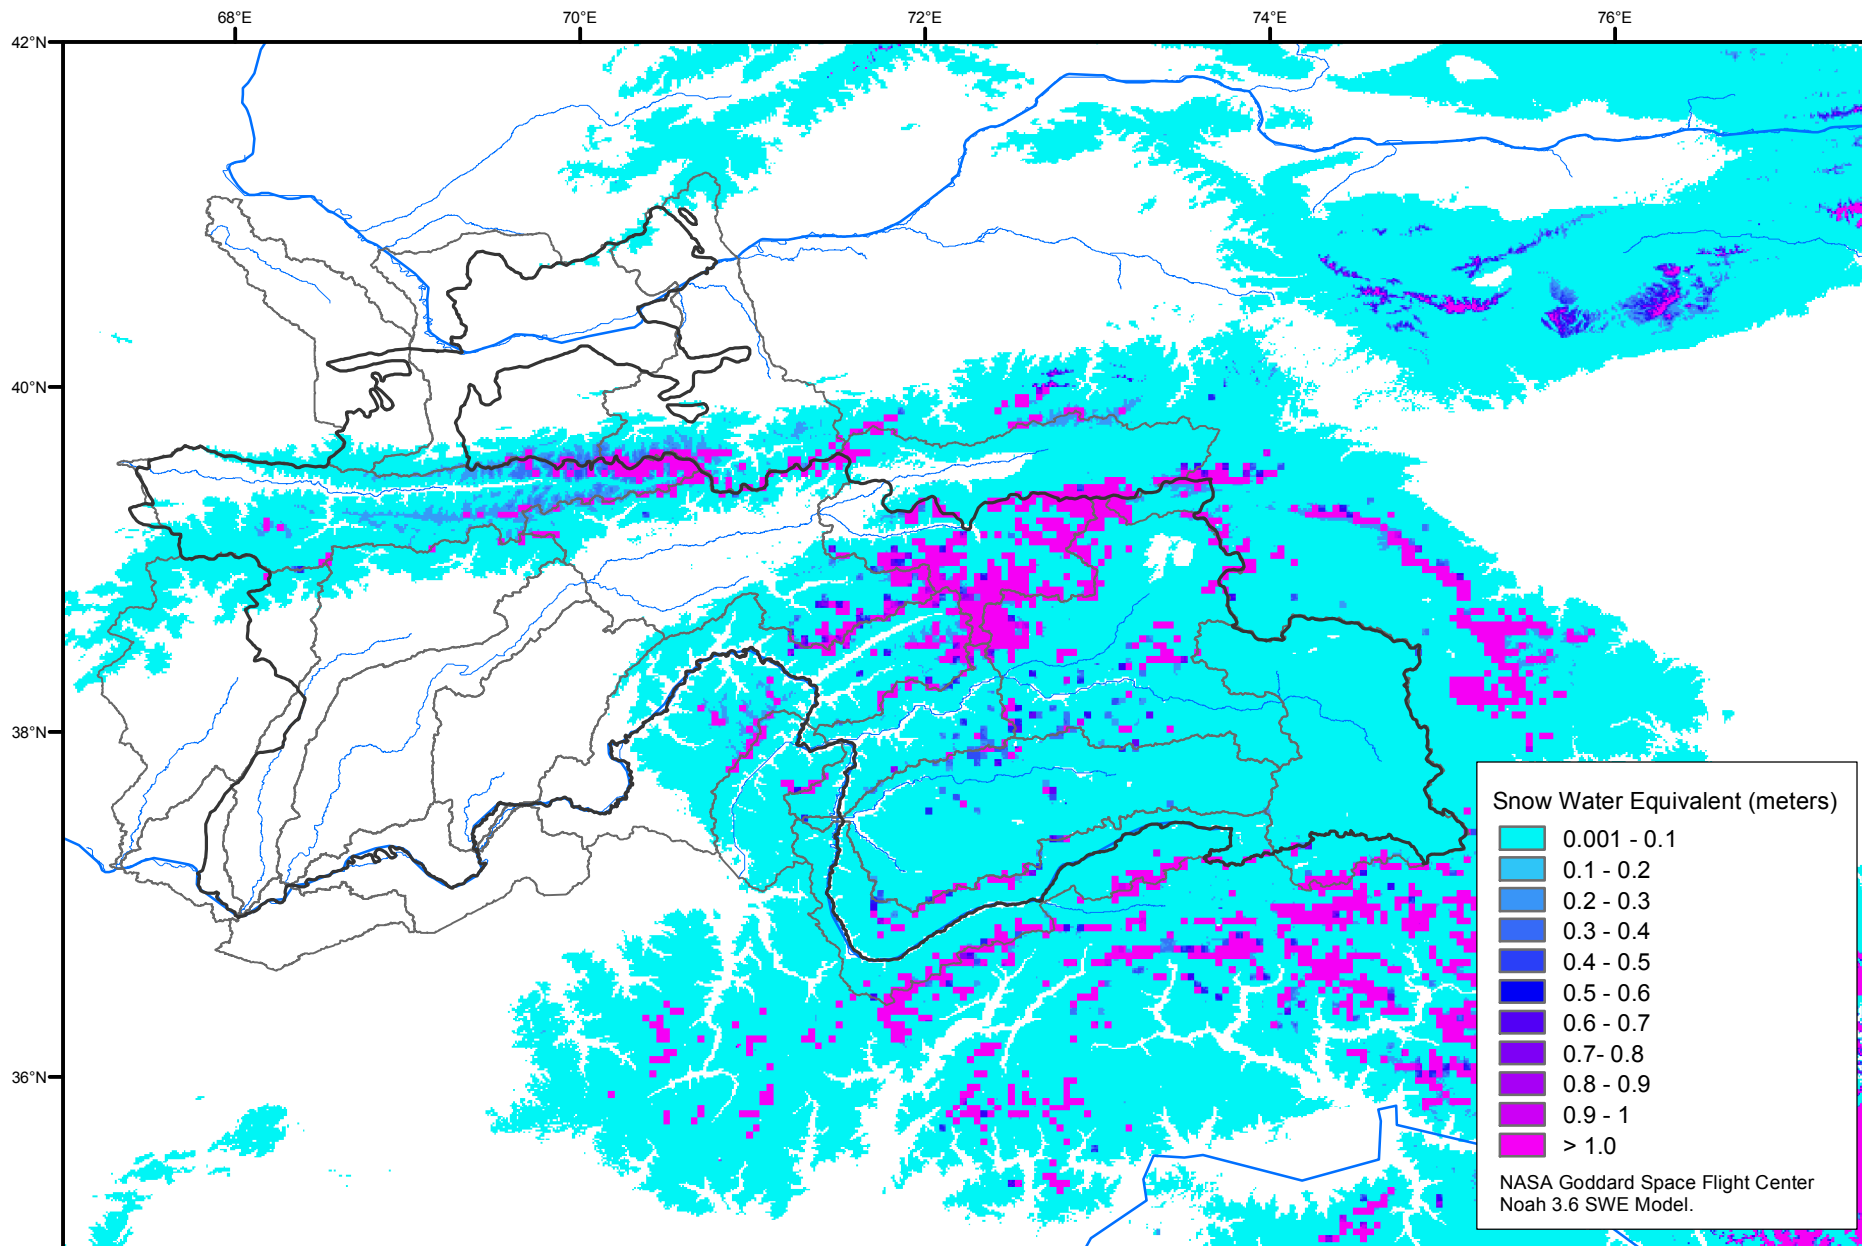 68°E 70°E 72°E 74°E 76°E
42°N
40°N
38°N
36°N
Snow Water Equivalent (meters)
0.001 - 0.1
0.1 - 0.2
0.2 - 0.3
0.3 - 0.4
0.4 - 0.5
0.5 - 0.6
0.6 - 0.7
0.7- 0.8
0.8 - 0.9
0.9 - 1
> 1.0
NASA Goddard Space Flight Center
Noah 3.6 SWE Model.